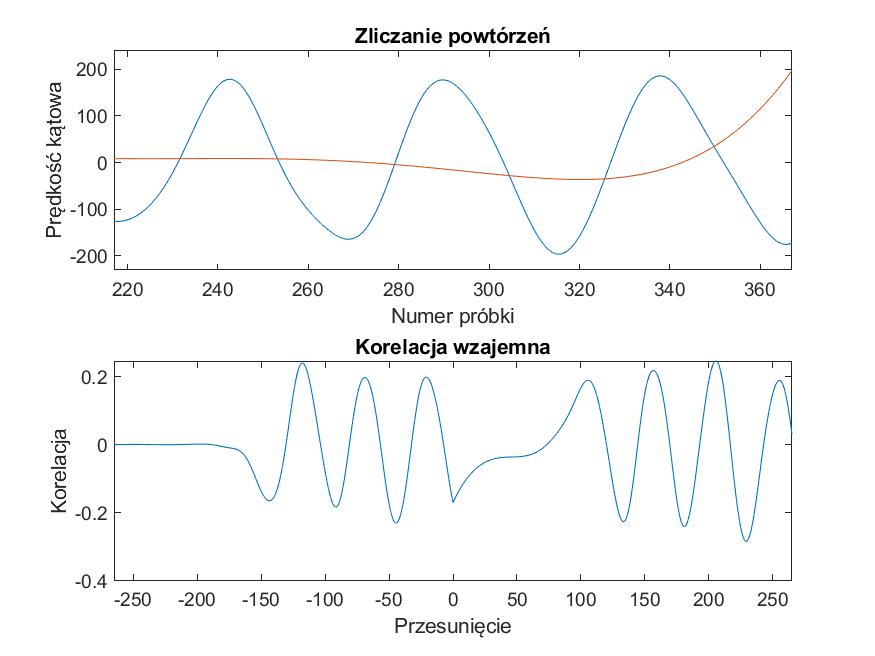 Zliczanie powtórzeń
Prędkość kątowa
200
100
0
-100
-200
220 240 260 280 300 320 340 360
Numer próbki
Korelacja wzajemna
Korelacja
0.2
0
-0.2
-0.4
-250 -200 -150 -100 -50 0 50 100 150 200 250
Przesunięcie